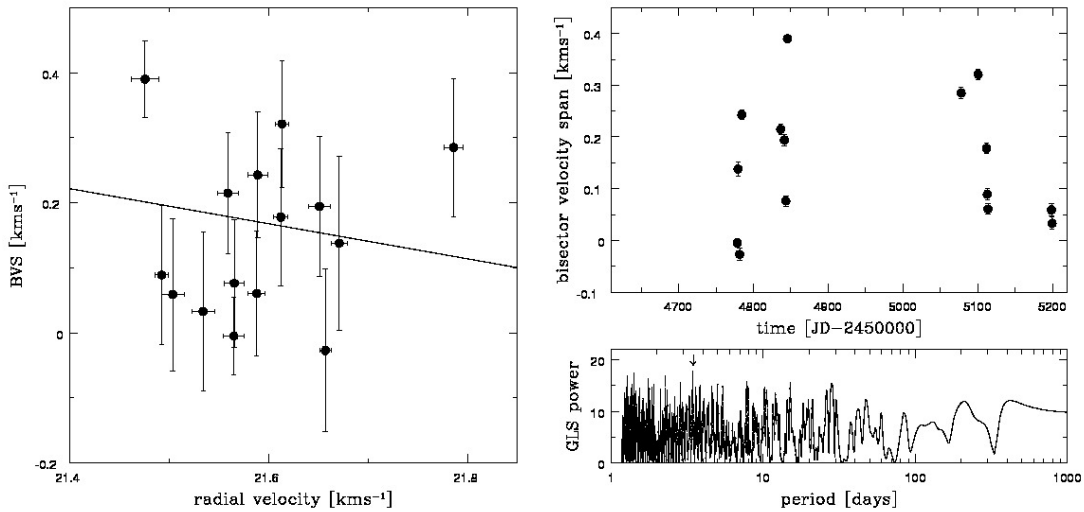 0.4
0.2
0
-0.2
BVS [kms⁻¹]
21.4 21.6 21.8
radial velocity [kms⁻¹]
0.4
0.3
0.2
0.1
0
-0.1
bisector velocity span [kms⁻¹]
4700 4800 4900 5000 5100 5200
time [JD-2450000]
20
10
0
GLS power
1 10 100 1000
period [days]